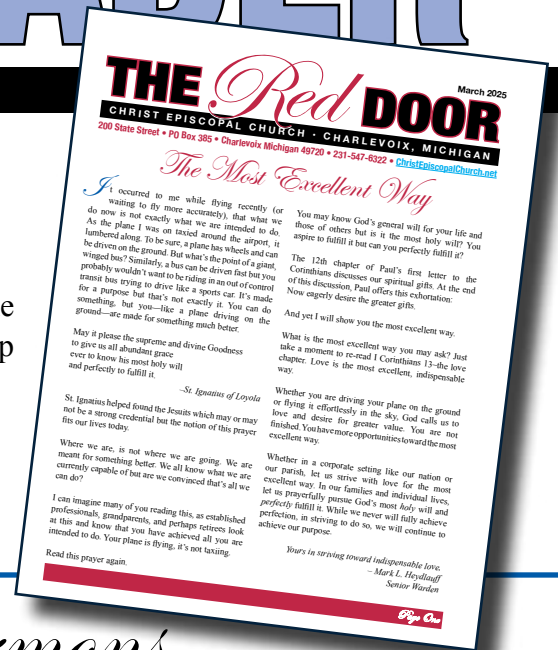 ADER
THE Red DOOR
March 2025
CHRIST EPISCOPAL CHURCH · CHARLEVOIX, MICHIGAN
200 State Street • PO Box 385 • Charlevoix Michigan 49720 • 231-547-6322 • ChristEpiscopalChurch.net
The Most Excellent Way
It occurred to me while flying recently (or
waiting to fly more accurately), that what we
do now is not exactly what we are intended to do.
As the plane I was on taxied around the airport, it
lumbered along. To be sure, a plane has wheels and can
be driven on the ground. But what's the point of a giant,
winged bus? Similarly, a bus can be driven fast but you
probably wouldn't want to be riding in an out of control
transit bus trying to drive like a sports car. It's made
for a purpose but that's not exactly it. You can do
something, but you—like a plane driving on the
ground—are made for something much better.
May it please the supreme and divine Goodness
to give us all abundant grace
ever to know his most holy will
and perfectly to fulfill it.
–St. Ignatius of Loyola
St. Ignatius helped found the Jesuits which may or may
not be a strong credential but the notion of this prayer
fits our lives today.
Where we are, is not where we are going. We are
meant for something better. We all know what we are
currently capable of but are we convinced that's all we
can do?
I can imagine many of you reading this, as established
professionals, grandparents, and perhaps retirees look
at this and know that you have achieved all you are
intended to do. Your plane is flying, it's not taxiing.
Read this prayer again.
You may know God's general will for your life and
those of others but is it the most holy will? You
aspire to fulfill it but can you perfectly fulfill it?
The 12th chapter of Paul's first letter to the
Corinthians discusses our spiritual gifts. At the end
of this discussion, Paul offers this exhortation:
Now eagerly desire the greater gifts.
And yet I will show you the most excellent way.
What is the most excellent way you may ask? Just
take a moment to re-read I Corinthians 13–the love
chapter. Love is the most excellent, indispensable
way.
Whether you are driving your plane on the ground
or flying it effortlessly in the sky, God calls us to
love and desire for greater value. You are not
finished. You have more opportunities toward the most
excellent way.
Whether in a corporate setting like our nation or
our parish, let us strive with love for the most
excellent way. In our families and individual lives,
let us prayerfully pursue God's most holy will and
perfectly fulfill it. While we never will fully achieve
perfection, in striving to do so, we will continue to
achieve our purpose.
Yours in striving toward indispensable love.
– Mark L. Heydlauff
Senior Warden
Page One
e
p
mons